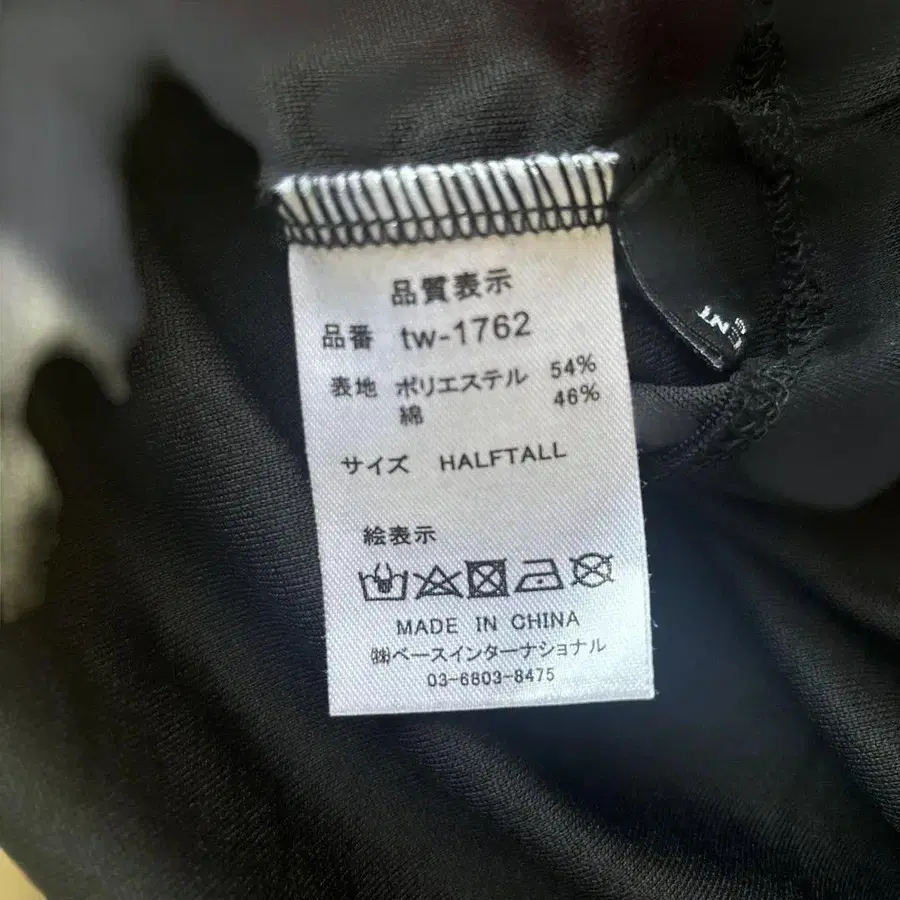 品質表示
品番 tw-1762
表地 ポリエステル 54%
綿 46%
サイズ HALFTALL
絵表示
MADE IN CHINA
㈱ベースインターナショナル
03-6803-8475